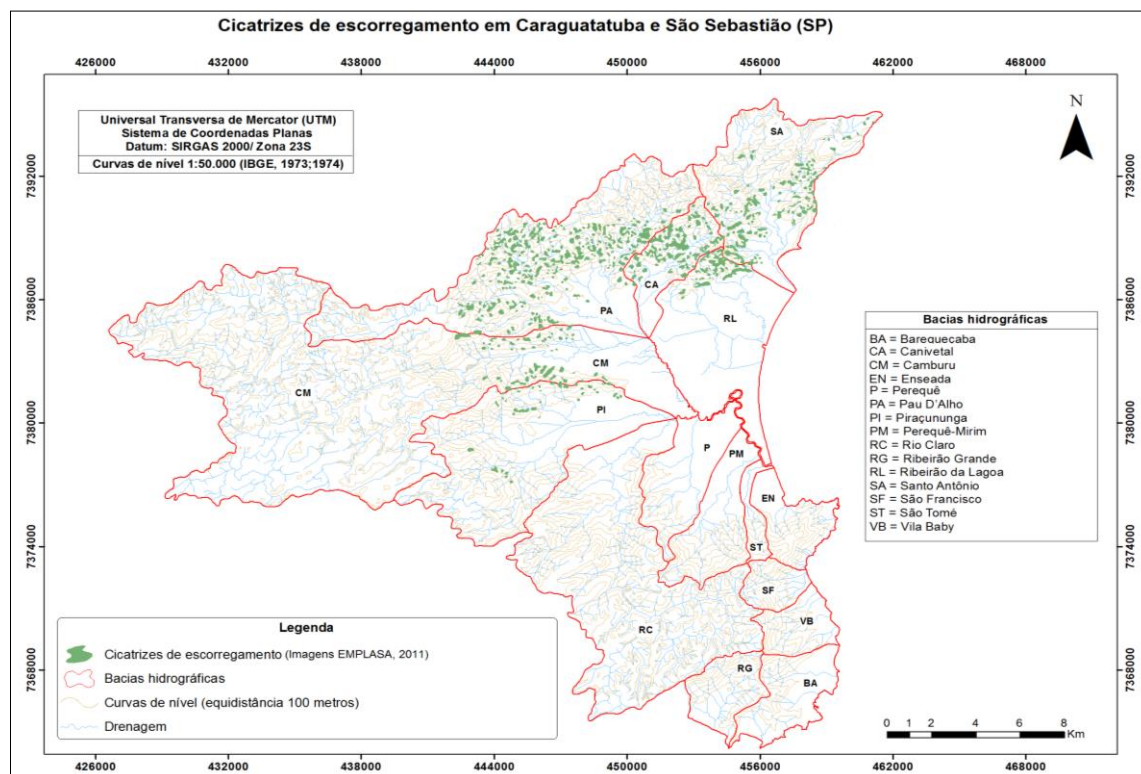 Cicatrizes de escorregamento em Caraguatatuba e São Sebastião (SP)
426000 432000 438000 444000 450000 456000 462000 468000
Universal Transversa de Mercator (UTM)
Sistema de Coordenadas Planas
Datum: SIRGAS 2000/ Zona 23S
Curvas de nível 1:50.000 (IBGE, 1973;1974)
N
7392000
7392000
7386000
7386000
7380000
7380000
7374000
7374000
7368000
7368000
SA
CA
PA
RL
CM
CM
PI
P
PM
EN
ST
SF
VB
RC
RG
BA
Bacias hidrográficas
BA = Barequeçaba
CA = Canivetal
CM = Camburu
EN = Enseada
P = Perequê
PA = Pau D'Alho
PI = Piraçununga
PM = Perequê-Mirim
RC = Rio Claro
RG = Ribeirão Grande
RL = Ribeirão da Lagoa
SA = Santo Antônio
SF = São Francisco
ST = São Tomé
VB = Vila Baby
Legenda
Cicatrizes de escorregamento (Imagens EMPLASA, 2011)
Bacias hidrográficas
Curvas de nível (equidistância 100 metros)
Drenagem
0 1 2 4 6 8
Km
426000 432000 438000 444000 450000 456000 462000 468000